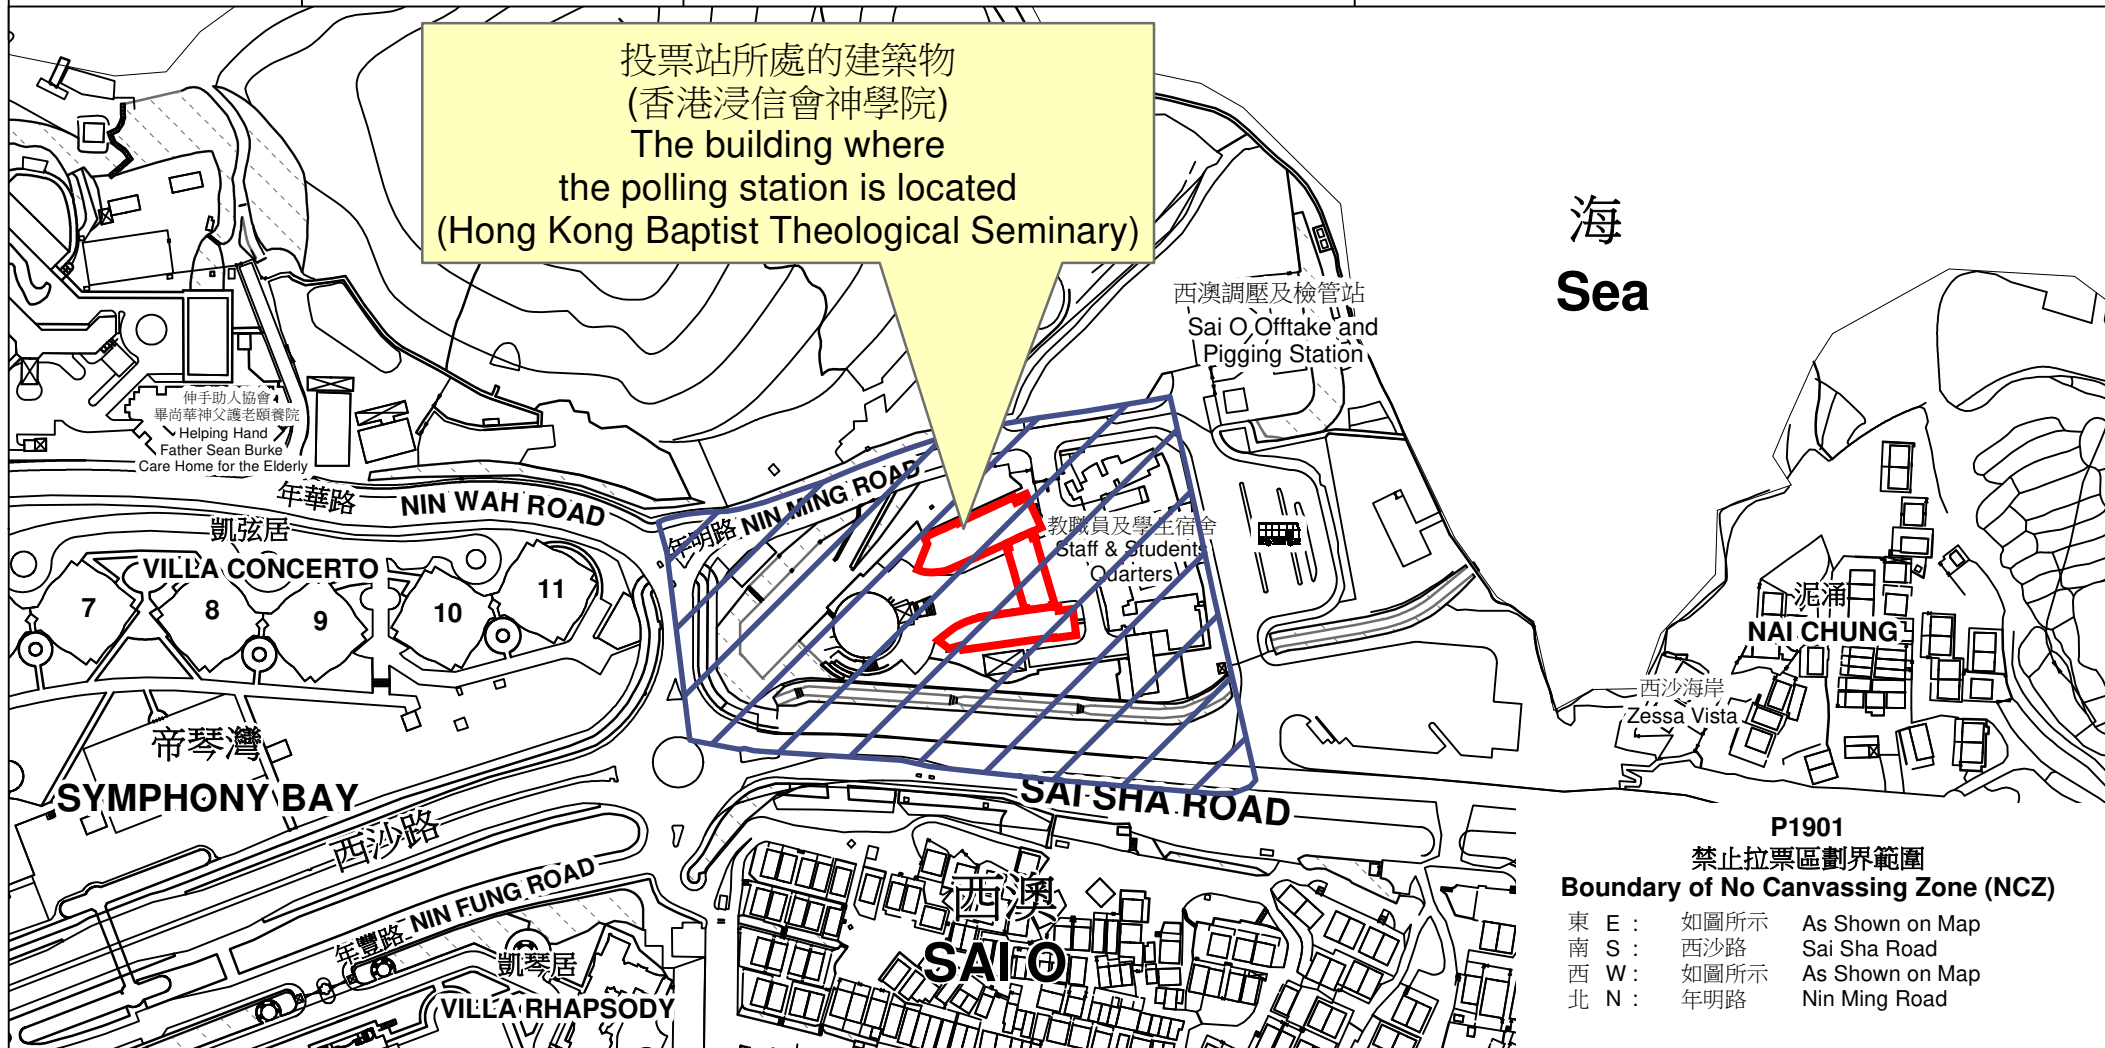 投票站所處的建築物
(香港浸信會神學院)
The building where
the polling station is located
(Hong Kong Baptist Theological Seminary)
海
Sea
西澳調壓及檢管站
Sai O Offtake and
Pigging Station
伸手助人協會
畢尚華神父護老頤養院
Helping Hand
Father Sean Burke
Care Home for the Elderly
年華路 NIN WAH ROAD
年明路 NIN MING ROAD
凱弦居
VILLA CONCERTO
7
8
9
10
11
教職員及學生宿舍
Staff & Students
Quarters
泥涌
NAI CHUNG
西沙海岸
Zessa Vista
帝琴灣
SYMPHONY BAY
西沙路
SAI SHA ROAD
年豐路 NIN FUNG ROAD
凱琴居
VILLA RHAPSODY
西澳
SAI O
P1901
禁止拉票區劃界範圍
Boundary of No Canvassing Zone (NCZ)
東 E : 如圖所示 As Shown on Map
南 S : 西沙路 Sai Sha Road
西 W : 如圖所示 As Shown on Map
北 N : 年明路 Nin Ming Road